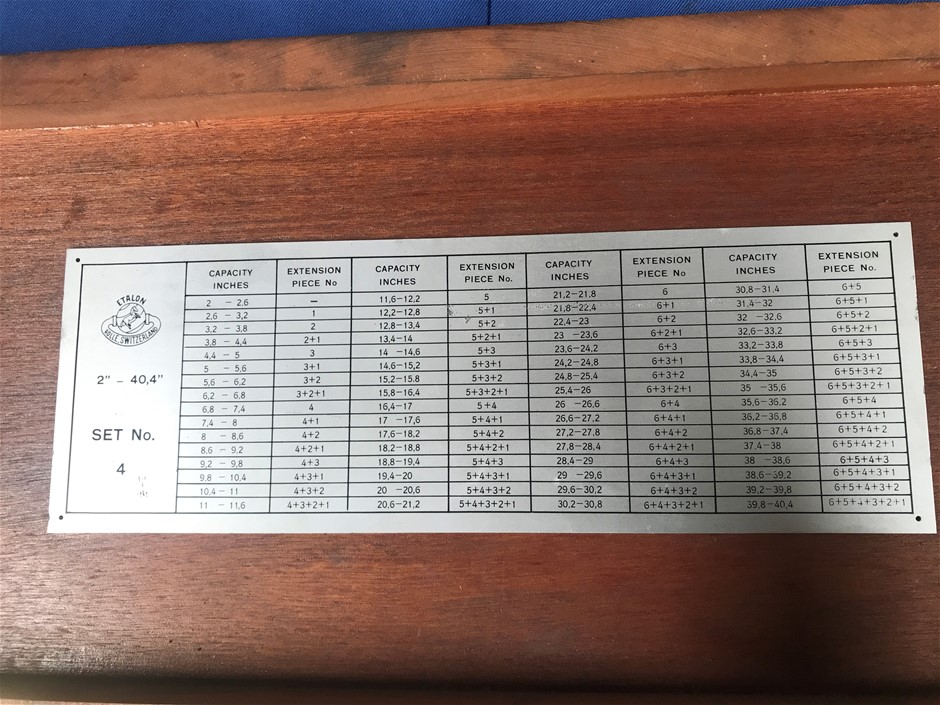 ETALON
ROLLE, SWITZERLAND
2" – 40,4"
SET No.
4
CAPACITY INCHES EXTENSION PIECE No CAPACITY INCHES EXTENSION PIECE No. CAPACITY INCHES EXTENSION PIECE No CAPACITY INCHES EXTENSION PIECE No.
2 – 2,6 — 11,6–12,2 5 21,2–21,8 6 30,8–31,4 6+5
2,6 – 3,2 1 12,2–12,8 5+1 21,8–22,4 6+1 31,4–32 6+5+1
3,2 – 3,8 2 12,8–13,4 5+2 22,4–23 6+2 32 –32,6 6+5+2
3,8 – 4,4 2+1 13,4–14 5+2+1 23 –23,6 6+2+1 32,6–33,2 6+5+2+1
4,4 – 5 3 14 –14,6 5+3 23,6–24,2 6+3 33,2–33,8 6+5+3
5 – 5,6 3+1 14,6–15,2 5+3+1 24,2–24,8 6+3+1 33,8–34,4 6+5+3+1
5,6 – 6,2 3+2 15,2–15,8 5+3+2 24,8–25,4 6+3+2 34,4–35 6+5+3+2
6,2 – 6,8 3+2+1 15,8–16,4 5+3+2+1 25,4–26 6+3+2+1 35 –35,6 6+5+3+2+1
6,8 – 7,4 4 16,4–17 5+4 26 –26,6 6+4 35,6–36,2 6+5+4
7,4 – 8 4+1 17 –17,6 5+4+1 26,6–27,2 6+4+1 36,2–36,8 6+5+4+1
8 – 8,6 4+2 17,6–18,2 5+4+2 27,2–27,8 6+4+2 36,8–37,4 6+5+4+2
8,6 – 9,2 4+2+1 18,2–18,8 5+4+2+1 27,8–28,4 6+4+2+1 37,4–38 6+5+4+2+1
9,2 – 9,8 4+3 18,8–19,4 5+4+3 28,4–29 6+4+3 38 –38,6 6+5+4+3
9,8 – 10,4 4+3+1 19,4–20 5+4+3+1 29 –29,6 6+4+3+1 38,6–39,2 6+5+4+3+1
10,4 – 11 4+3+2 20 –20,6 5+4+3+2 29,6–30,2 6+4+3+2 39,2–39,8 6+5+4+3+2
11 – 11,6 4+3+2+1 20,6–21,2 5+4+3+2+1 30,2–30,8 6+4+3+2+1 39,8–40,4 6+5+4+3+2+1